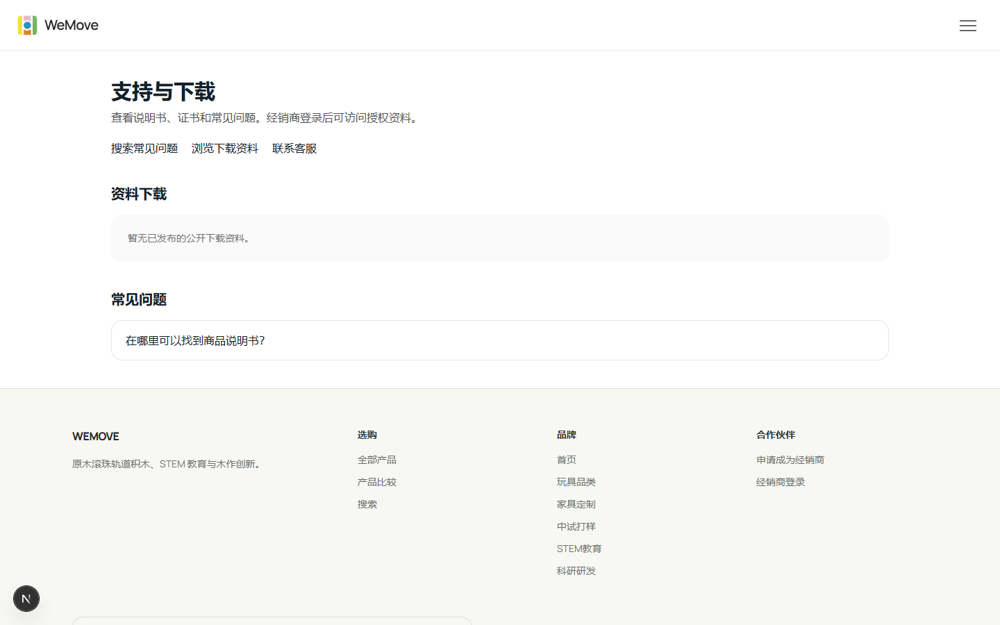 WeMove
支持与下载
查看说明书、证书和常见问题。经销商登录后可访问授权资料。
搜索常见问题 浏览下载资料 联系客服
资料下载
暂无已发布的公开下载资料。
常见问题
在哪里可以找到商品说明书？
WEMOVE
原木滚珠轨道积木、STEM 教育与木作创新。
选购
全部产品
产品比较
搜索
品牌
首页
玩具品类
家具定制
中试打样
STEM教育
科研研发
合作伙伴
申请成为经销商
经销商登录
N